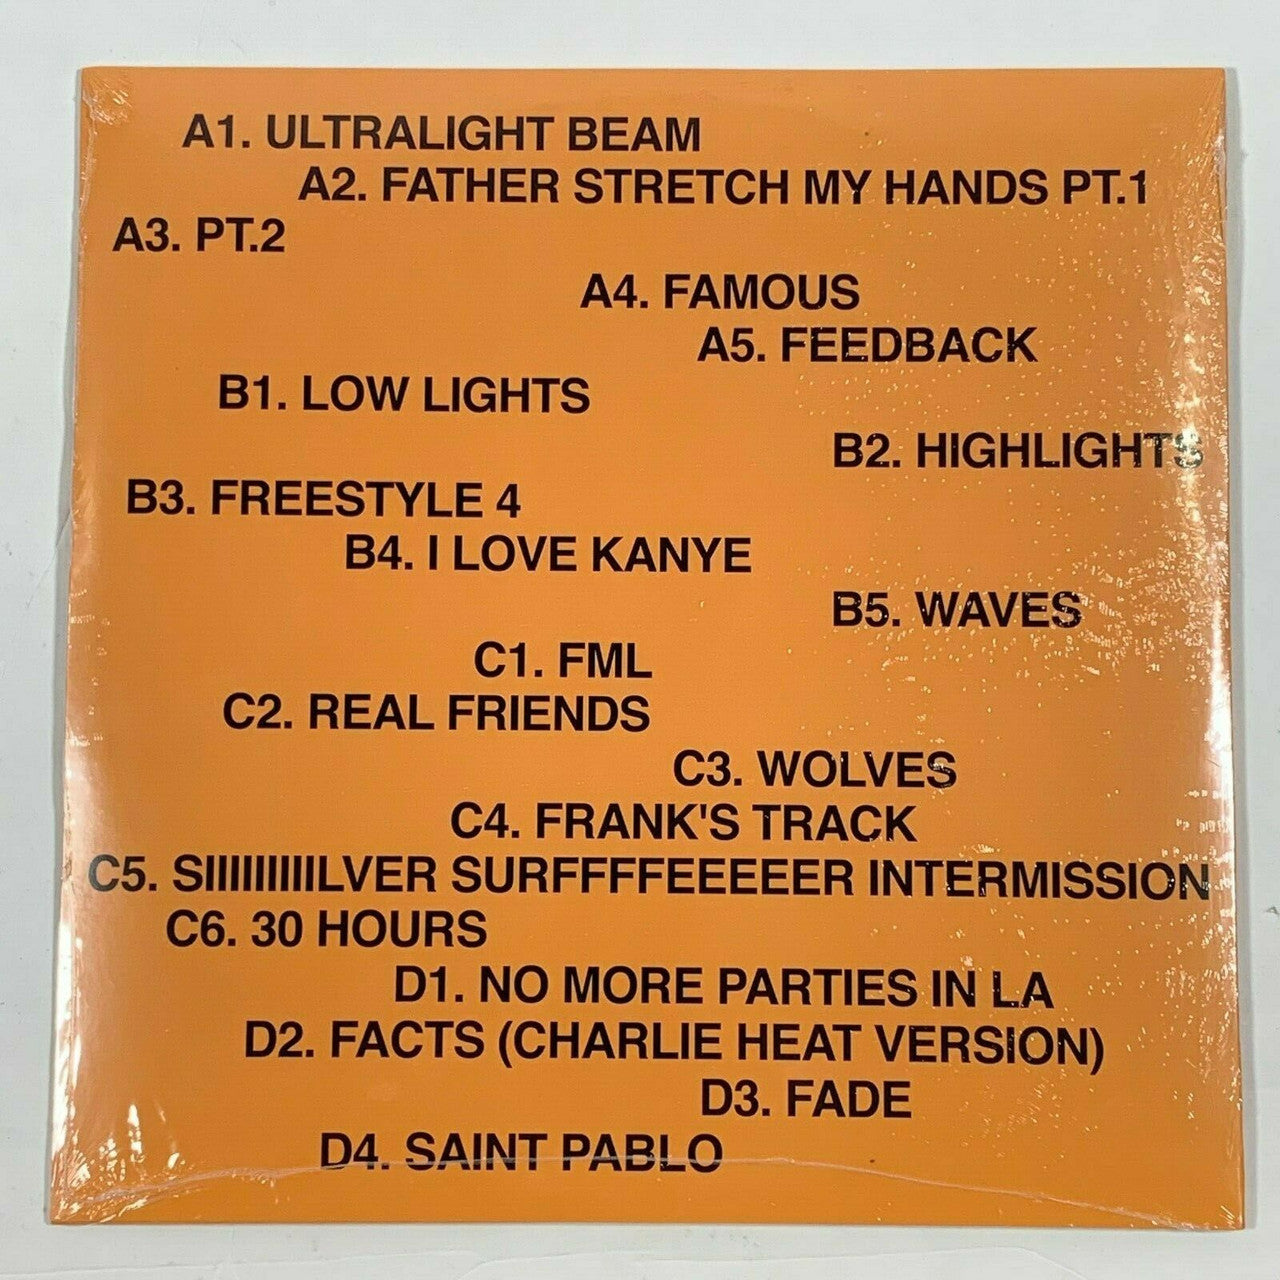 A1. ULTRALIGHT BEAM
A2. FATHER STRETCH MY HANDS PT.1
A3. PT.2
A4. FAMOUS
A5. FEEDBACK
B1. LOW LIGHTS
B2. HIGHLIGHTS
B3. FREESTYLE 4
B4. I LOVE KANYE
B5. WAVES
C1. FML
C2. REAL FRIENDS
C3. WOLVES
C4. FRANK'S TRACK
C5. SIIIIIIIIIILVER SURFFFFEEEEER INTERMISSION
C6. 30 HOURS
D1. NO MORE PARTIES IN LA
D2. FACTS (CHARLIE HEAT VERSION)
D3. FADE
D4. SAINT PABLO